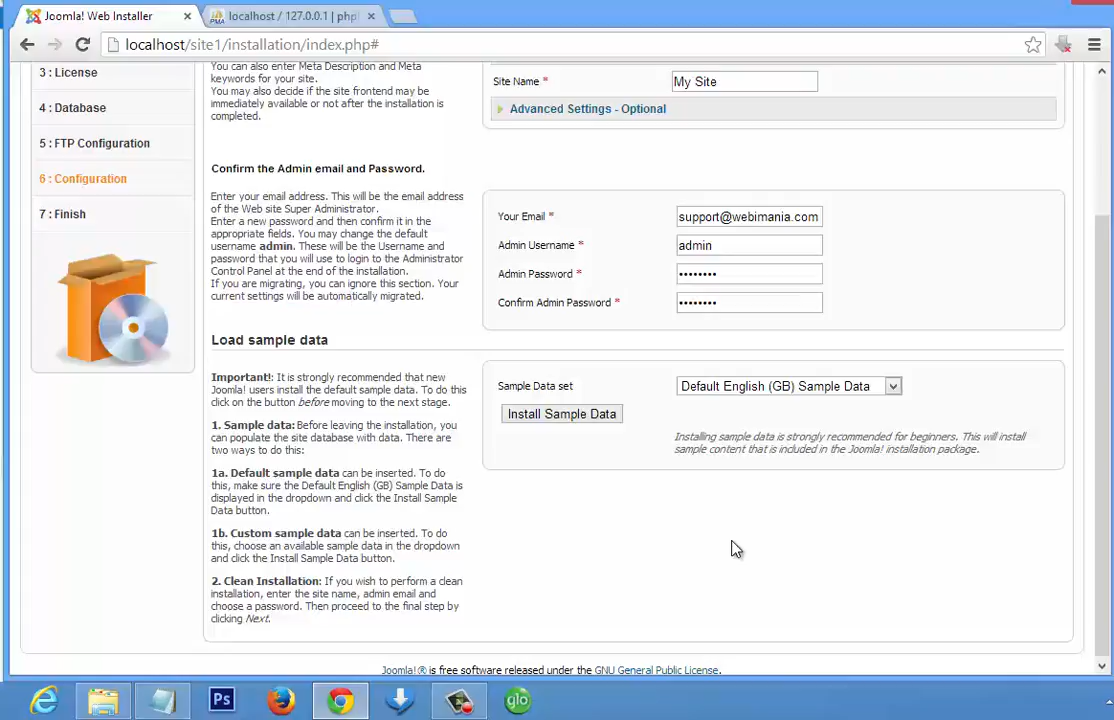 Joomla! Web Installer
localhost / 127.0.0.1 | php
localhost/site1/installation/index.php#
3 : License
4 : Database
5 : FTP Configuration
6 : Configuration
7 : Finish
You can also enter Meta Description and Meta
keywords for your site.
You may also decide if the site frontend may be
immediately available or not after the installation is
completed.
Site Name *
My Site
Advanced Settings - Optional
Confirm the Admin email and Password.
Enter your email address. This will be the email address
of the Web site Super Administrator.
Enter a new password and then confirm it in the
appropriate fields. You may change the default
username admin. These will be the Username and
password that you will use to login to the Administrator
Control Panel at the end of the installation.
If you are migrating, you can ignore this section. Your
current settings will be automatically migrated.
Your Email *
support@webimania.com
Admin Username *
admin
Admin Password *
••••••••
Confirm Admin Password *
••••••••
Load sample data
Important!: It is strongly recommended that new
Joomla! users install the default sample data. To do this
click on the button before moving to the next stage.
1. Sample data: Before leaving the installation, you
can populate the site database with data. There are
two ways to do this:
1a. Default sample data can be inserted. To do
this, make sure the Default English (GB) Sample Data is
displayed in the dropdown and click the Install Sample
Data button.
1b. Custom sample data can be inserted. To do
this, choose an available sample data in the dropdown
and click the Install Sample Data button.
2. Clean Installation: If you wish to perform a clean
installation, enter the site name, admin email and
choose a password. Then proceed to the final step by
clicking Next.
Sample Data set
Default English (GB) Sample Data
Install Sample Data
Installing sample data is strongly recommended for beginners. This will install
sample content that is included in the Joomla! installation package.
Joomla!® is free software released under the GNU General Public License.
Ps
glo